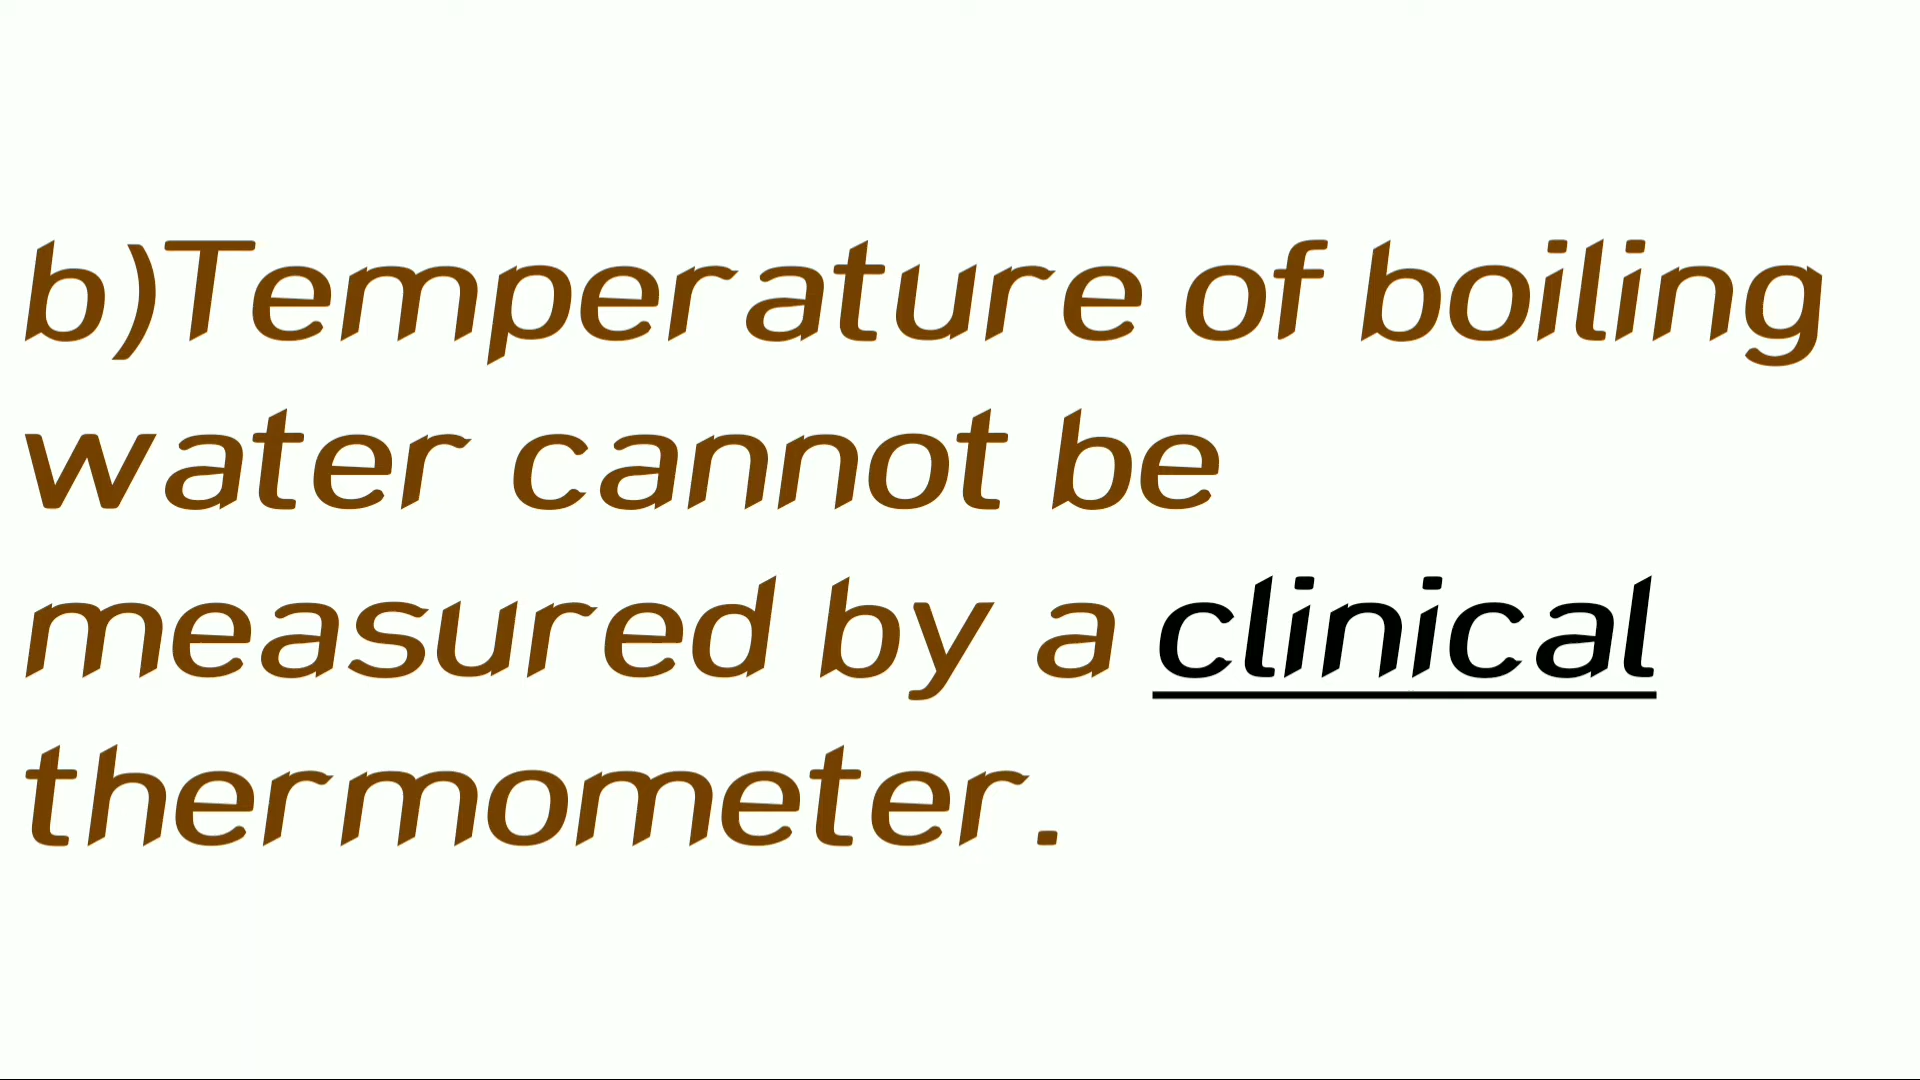 b)Temperature of boiling
water cannot be
measured by a clinical
thermometer.